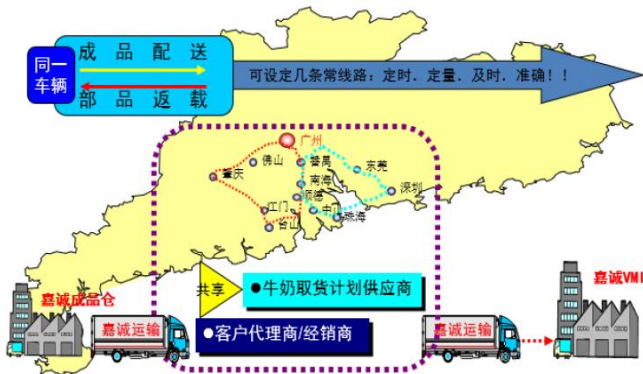 同一
车辆
成品配送
部品返载
可设定几条常线路：定时．定量．及时．准确！！
广州
肇庆
佛山
番禺
东莞
南海
深圳
顺德
江门
中山
珠海
台山
共享
●牛奶取货计划供应商
●客户代理商/经销商
嘉诚成品仓
嘉诚运输
嘉诚运输
嘉诚VMI